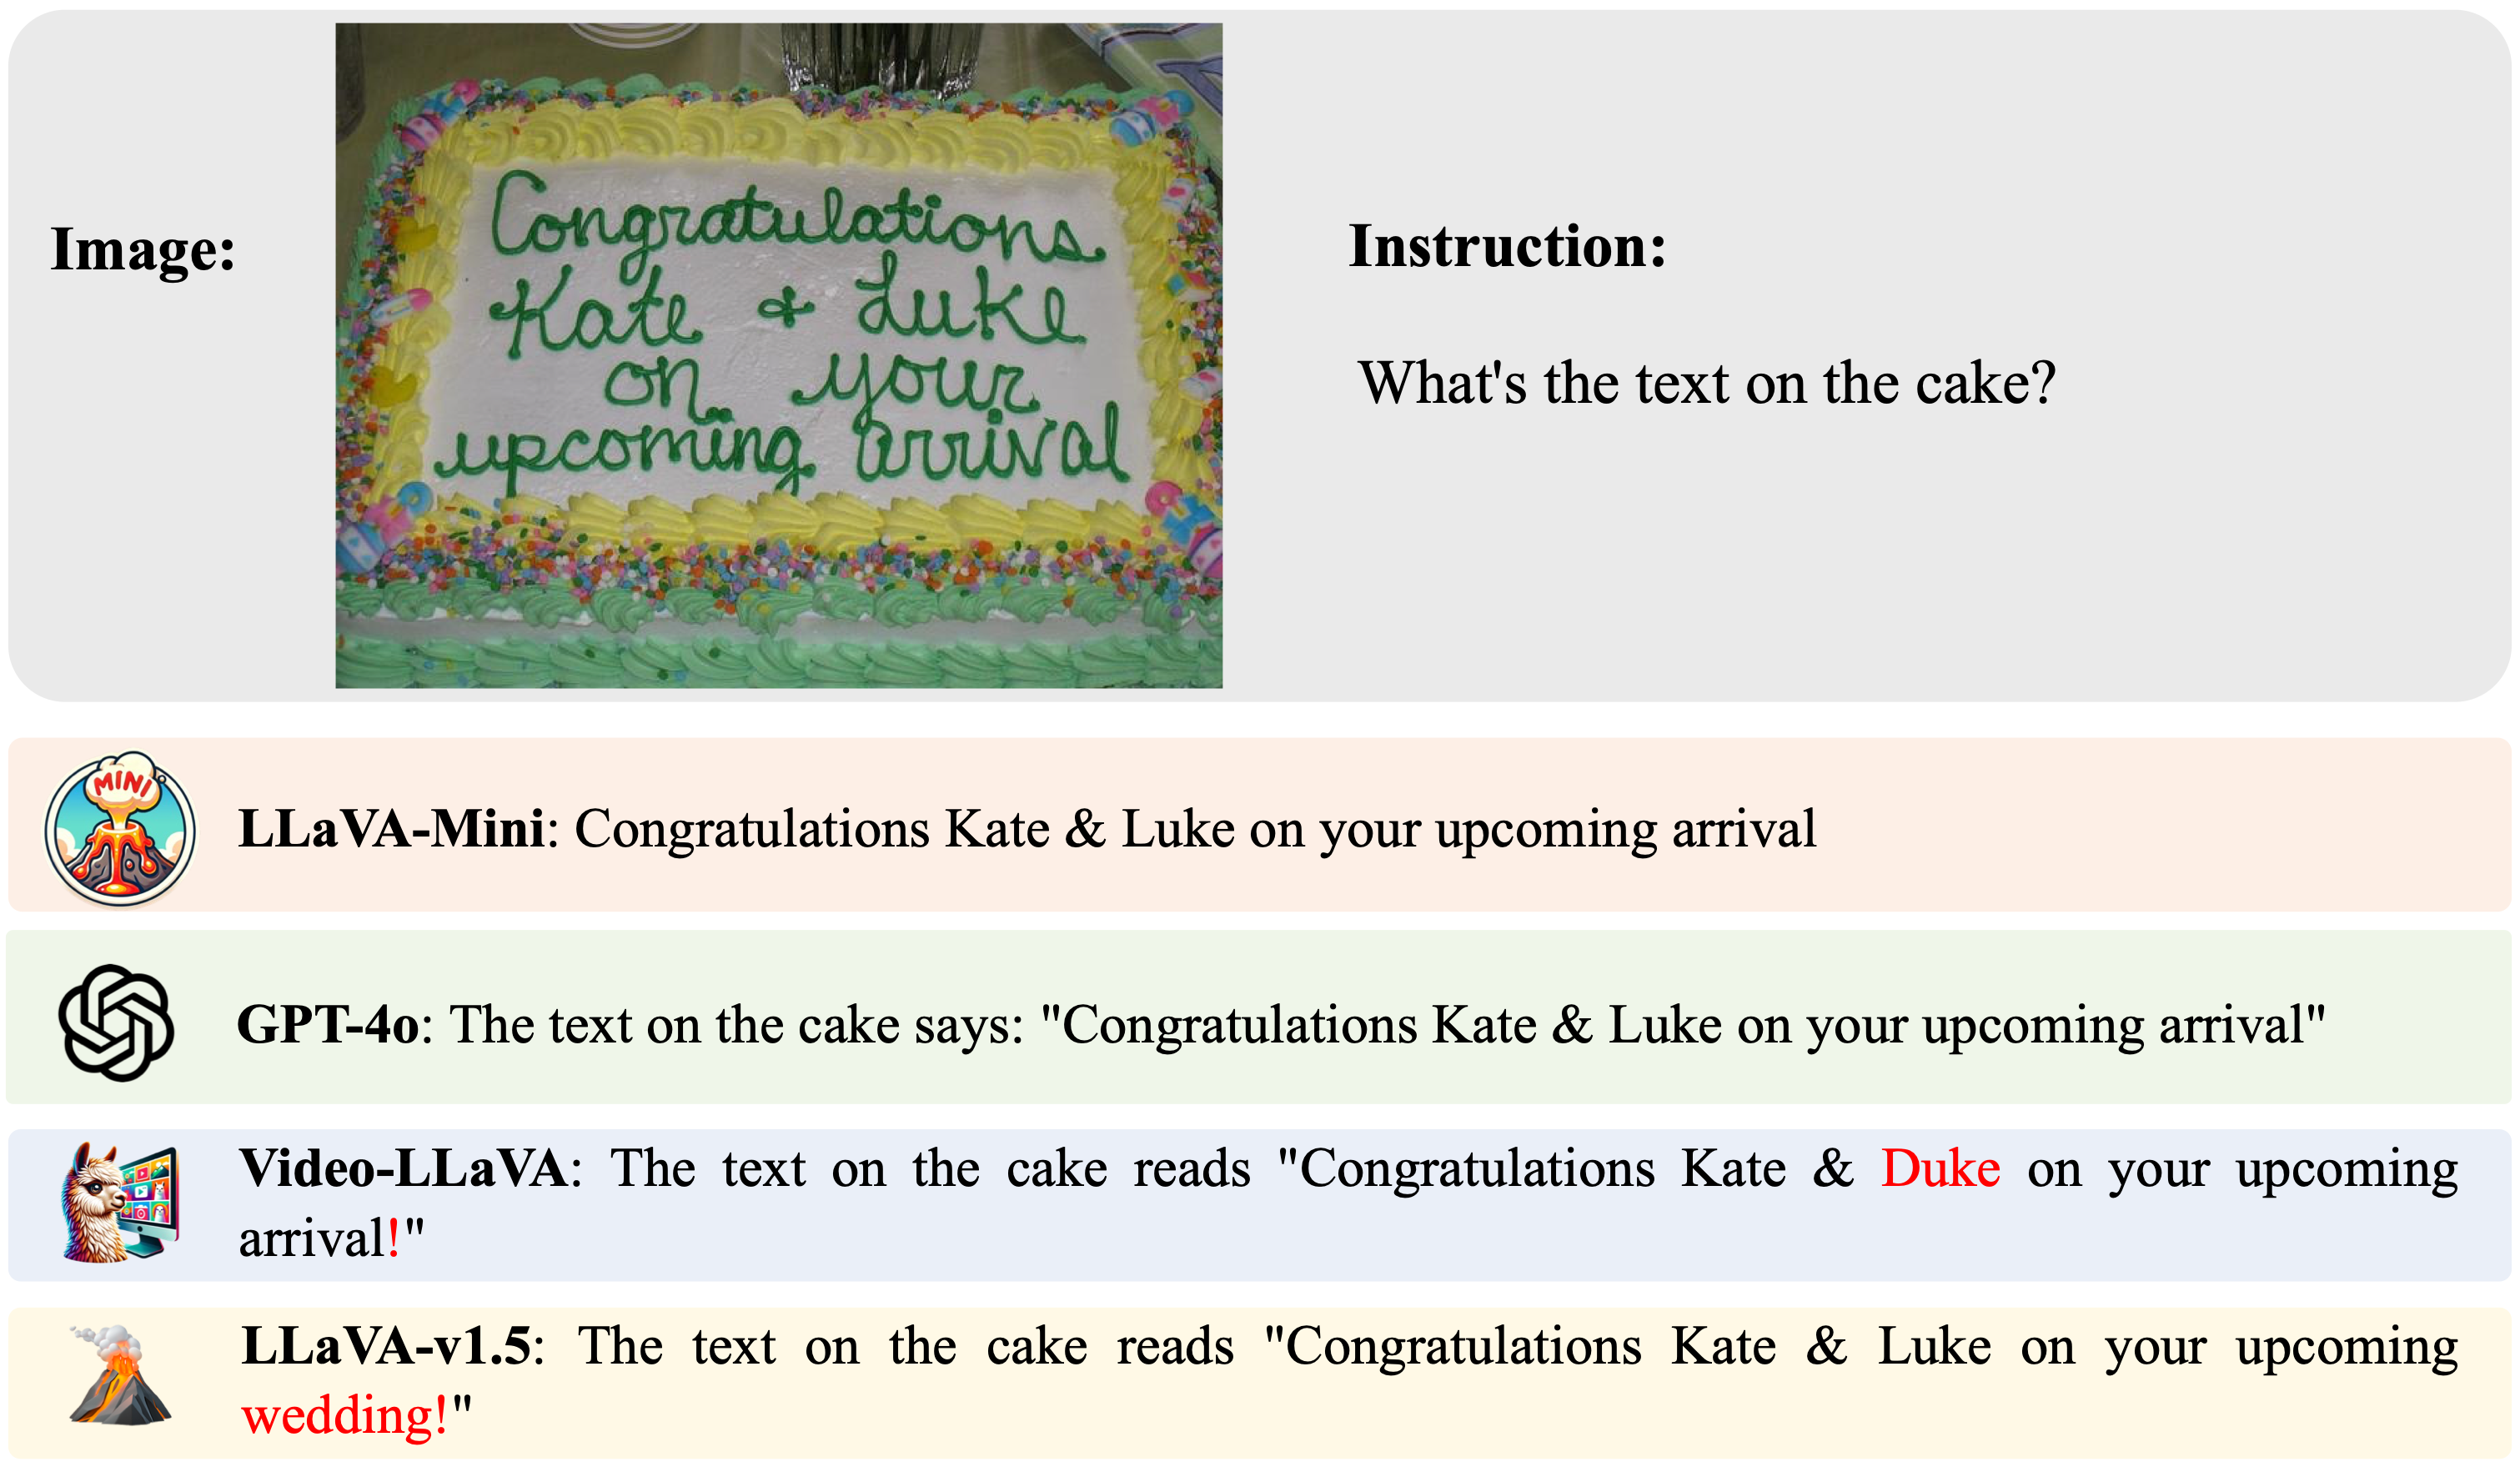 Image:
Congratulations
Kate & Luke
on your
upcoming arrival
Instruction:
What's the text on the cake?
MINI
LLaVA-Mini: Congratulations Kate & Luke on your upcoming arrival
GPT-4o: The text on the cake says: "Congratulations Kate & Luke on your upcoming arrival"
Video-LLaVA: The text on the cake reads "Congratulations Kate & Duke on your upcoming
arrival!"
LLaVA-v1.5: The text on the cake reads "Congratulations Kate & Luke on your upcoming
wedding!"